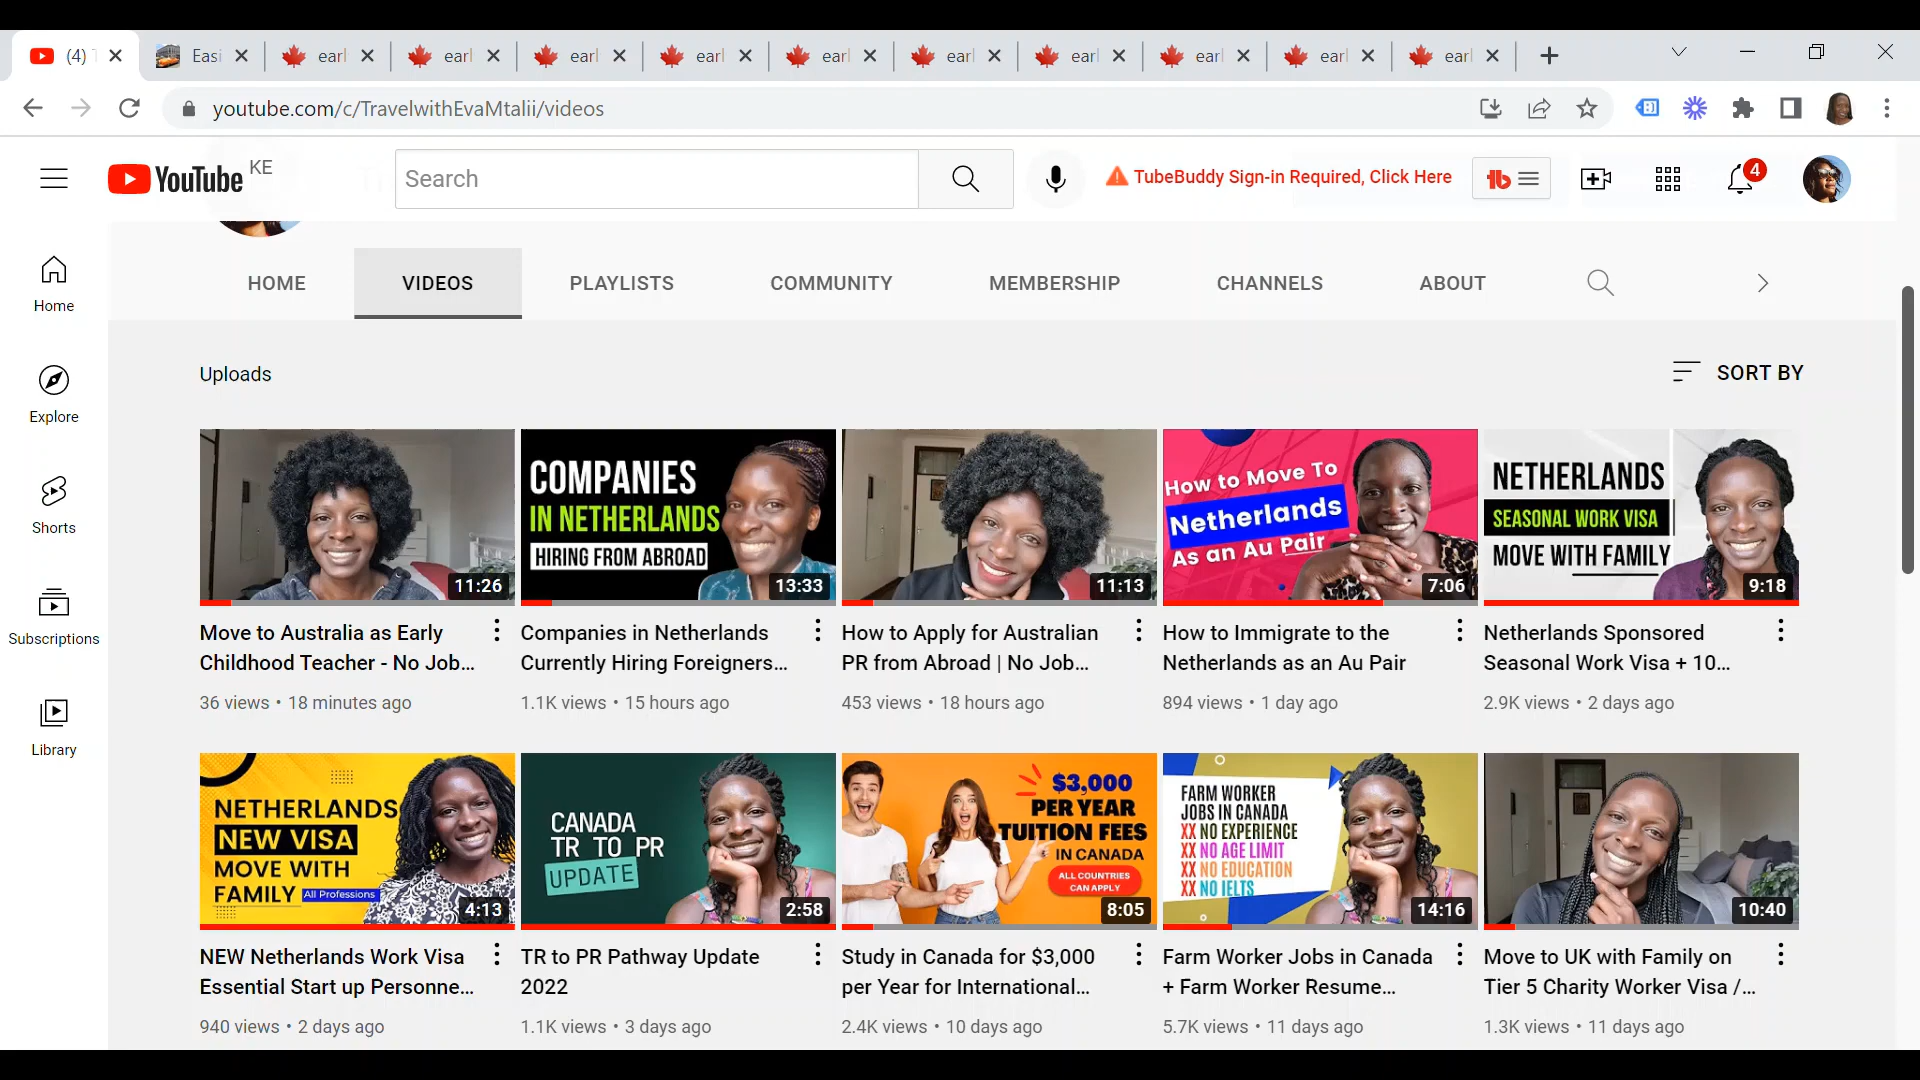 (4)
Easi
earl
earl
earl
earl
earl
earl
earl
earl
earl
earl
youtube.com/c/TravelwithEvaMtalii/videos
YouTube KE
Search
TubeBuddy Sign-in Required, Click Here
tb
4
Home
Explore
Shorts
Subscriptions
Library
HOME
VIDEOS
PLAYLISTS
COMMUNITY
MEMBERSHIP
CHANNELS
ABOUT
Uploads
SORT BY
11:26
Move to Australia as Early
Childhood Teacher - No Job...
36 views • 18 minutes ago
COMPANIES
IN NETHERLANDS
HIRING FROM ABROAD
13:33
Companies in Netherlands
Currently Hiring Foreigners...
1.1K views • 15 hours ago
11:13
How to Apply for Australian
PR from Abroad | No Job...
453 views • 18 hours ago
How to Move To
Netherlands
As an Au Pair
7:06
How to Immigrate to the
Netherlands as an Au Pair
894 views • 1 day ago
NETHERLANDS
SEASONAL WORK VISA
MOVE WITH FAMILY
9:18
Netherlands Sponsored
Seasonal Work Visa + 10...
2.9K views • 2 days ago
NETHERLANDS
NEW VISA
MOVE WITH
FAMILY All Professions
4:13
NEW Netherlands Work Visa
Essential Start up Personne...
940 views • 2 days ago
CANADA
TR TO PR
UPDATE
2:58
TR to PR Pathway Update
2022
1.1K views • 3 days ago
$3,000
PER YEAR
TUITION FEES
IN CANADA
ALL COUNTRIES
CAN APPLY
8:05
Study in Canada for $3,000
per Year for International...
2.4K views • 10 days ago
FARM WORKER
JOBS IN CANADA
XX NO EXPERIENCE
XX NO AGE LIMIT
XX NO EDUCATION
XX NO IELTS
14:16
Farm Worker Jobs in Canada
+ Farm Worker Resume...
5.7K views • 11 days ago
10:40
Move to UK with Family on
Tier 5 Charity Worker Visa /...
1.3K views • 11 days ago